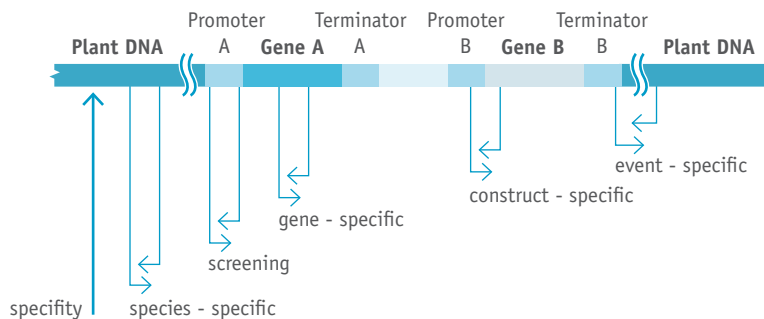 Promoter Terminator Promoter Terminator
Plant DNA A Gene A A B Gene B B Plant DNA
event - specific
construct - specific
gene - specific
screening
specifity species - specific